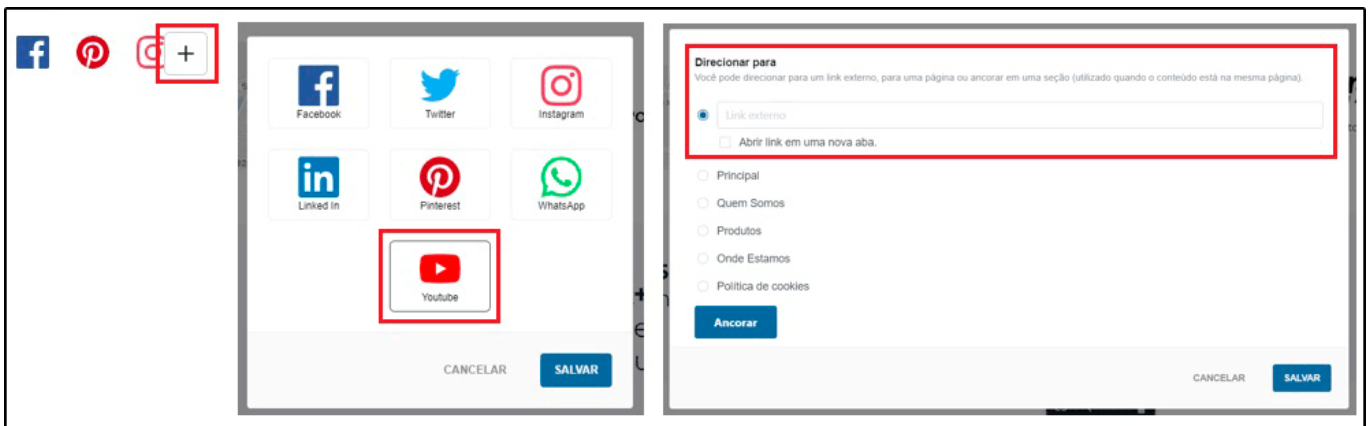 +
Facebook
Twitter
Instagram
Linked In
Pinterest
WhatsApp
Youtube
CANCELAR
SALVAR
Direcionar para
Você pode direcionar para um link externo, para uma página ou ancorar em uma seção (utilizado quando o conteúdo está na mesma página).
Link externo
Abrir link em uma nova aba.
Principal
Quem Somos
Produtos
Onde Estamos
Política de cookies
Ancorar
CANCELAR
SALVAR